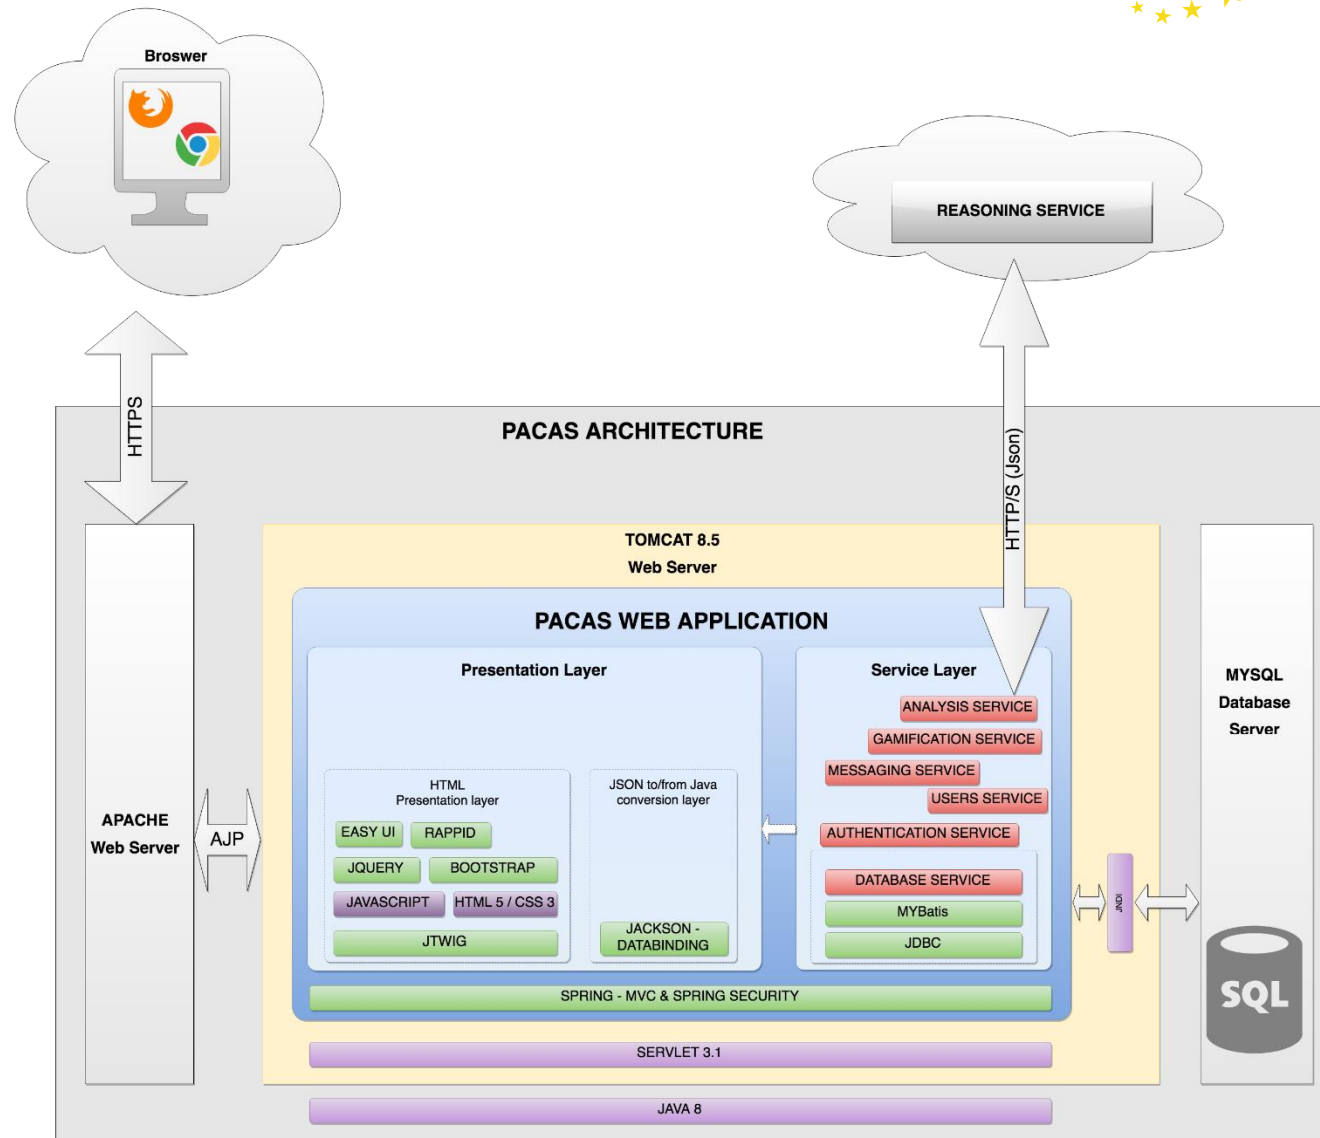 Broswer
REASONING SERVICE
HTTPS
HTTP/S (Json)
PACAS ARCHITECTURE
TOMCAT 8.5
Web Server
PACAS WEB APPLICATION
Presentation Layer
Service Layer
ANALYSIS SERVICE
GAMIFICATION SERVICE
MESSAGING SERVICE
USERS SERVICE
AUTHENTICATION SERVICE
DATABASE SERVICE
MYBatis
JDBC
HTML
Presentation layer
EASY UI
RAPPID
JQUERY
BOOTSTRAP
JAVASCRIPT
HTML 5 / CSS 3
JTWIG
JSON to/from Java
conversion layer
JACKSON -
DATABINDING
SPRING - MVC & SPRING SECURITY
SERVLET 3.1
JAVA 8
APACHE
Web Server
AJP
JNDI
MYSQL
Database
Server
SQL